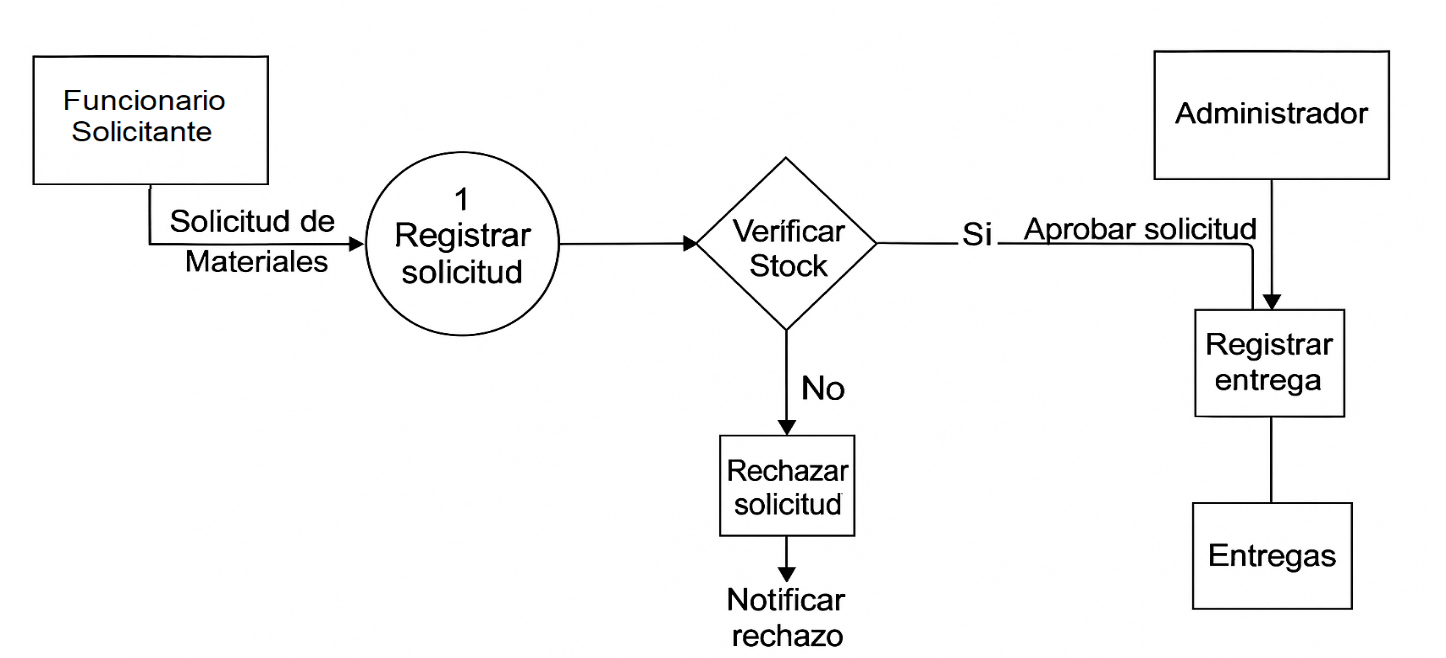 Funcionario
Solicitante
Solicitud de
Materiales
1
Registrar
solicitud
Verificar
Stock
Si
Aprobar solicitud
Administrador
Registrar
entrega
Entregas
No
Rechazar
solicitud
Notificar
rechazo